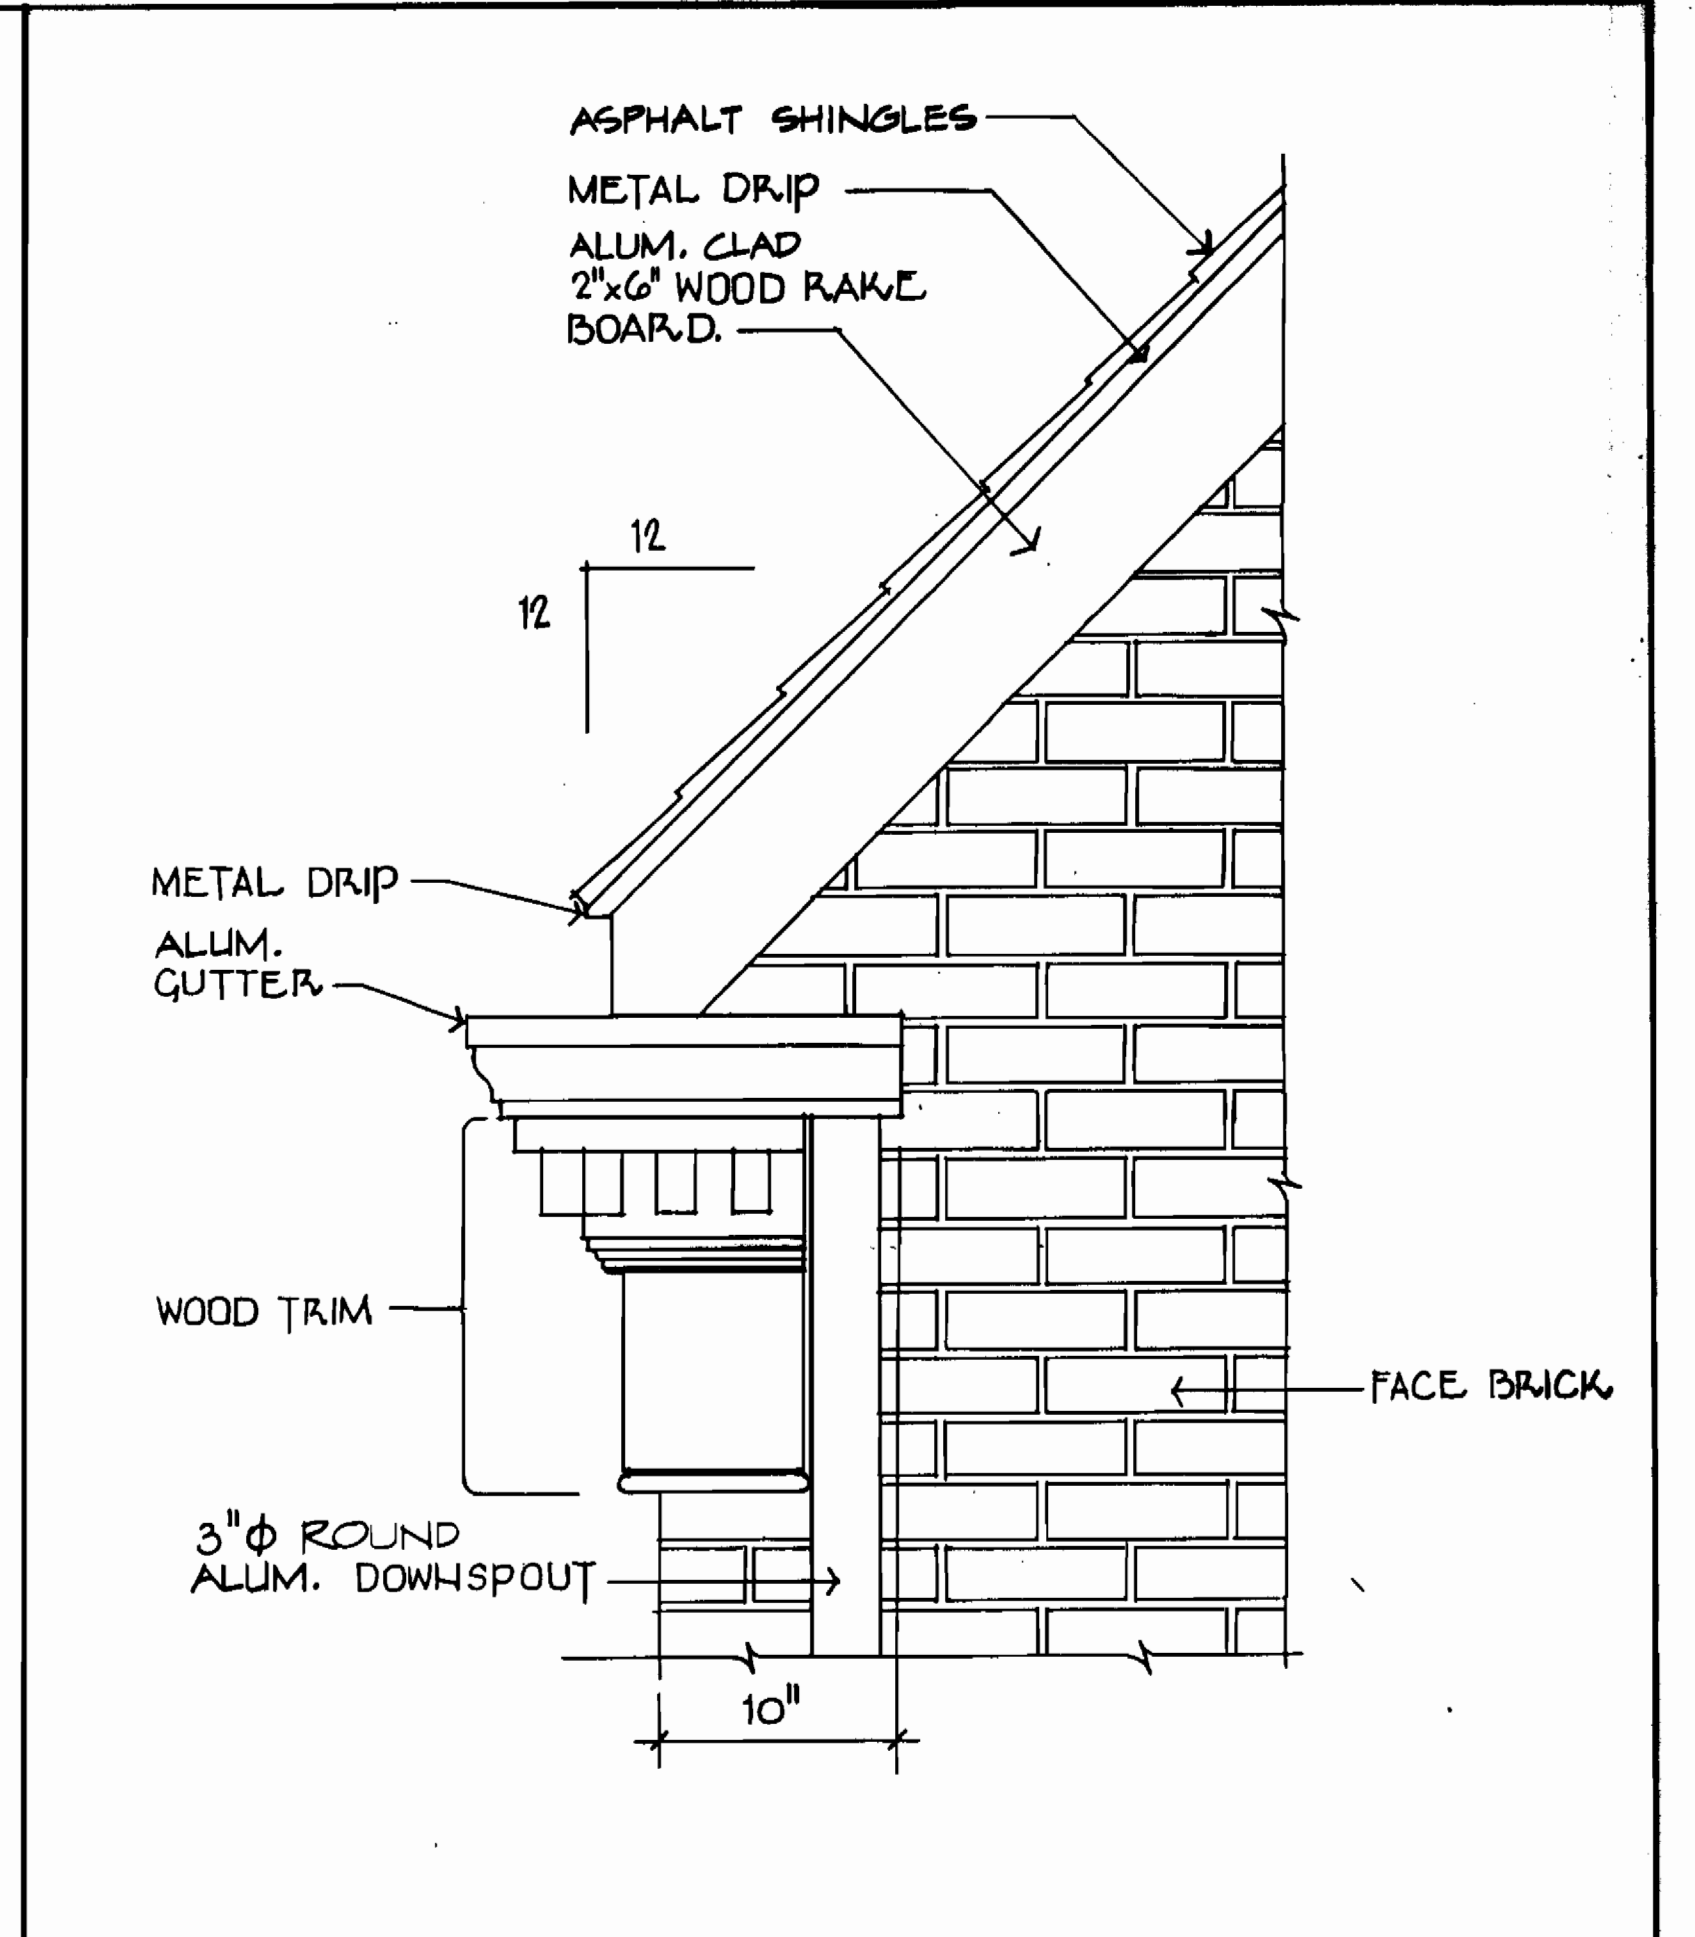 ASPHALT SHINGLES
METAL DRIP
ALUM. CLAD
2"x6" WOOD RAKE
BOARD.
12
12
METAL DRIP
ALUM.
GUTTER
WOOD TRIM
FACE BRICK
3"ϕ ROUND
ALUM. DOWNSPOUT
10"